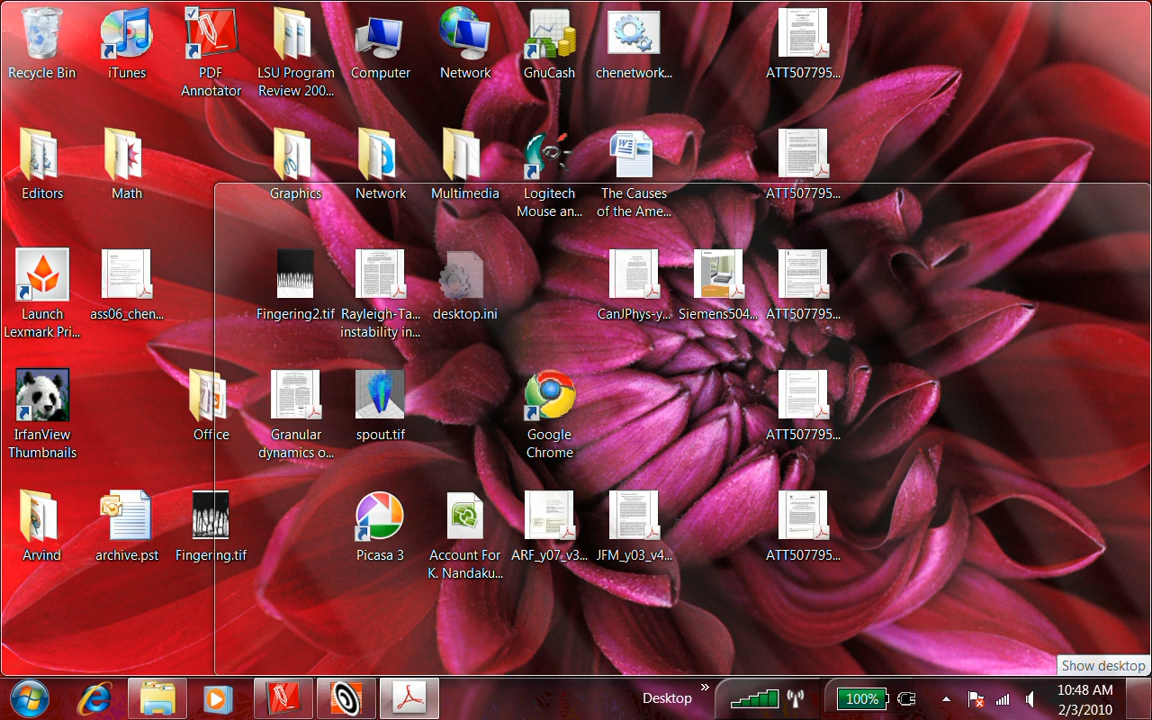 Recycle Bin
iTunes
PDF
Annotator
LSU Program
Review 200...
Computer
Network
GnuCash
chenetwork...
ATT507795...
Editors
Math
Graphics
Network
Multimedia
Logitech
Mouse an...
The Causes
of the Ame...
ATT507795...
Launch
Lexmark Pri...
ass06_chen...
Fingering2.tif
Rayleigh-Ta...
instability in...
desktop.ini
CanJPhys-y...
Siemens504...
ATT507795...
IrfanView
Thumbnails
Office
Granular
dynamics o...
spout.tif
Google
Chrome
ATT507795...
Arvind
archive.pst
Fingering.tif
Picasa 3
Account For
K. Nandaku...
ARF_y07_v3...
JFM_y03_v4...
ATT507795...
Show desktop
Desktop
»
100%
10:48 AM
2/3/2010